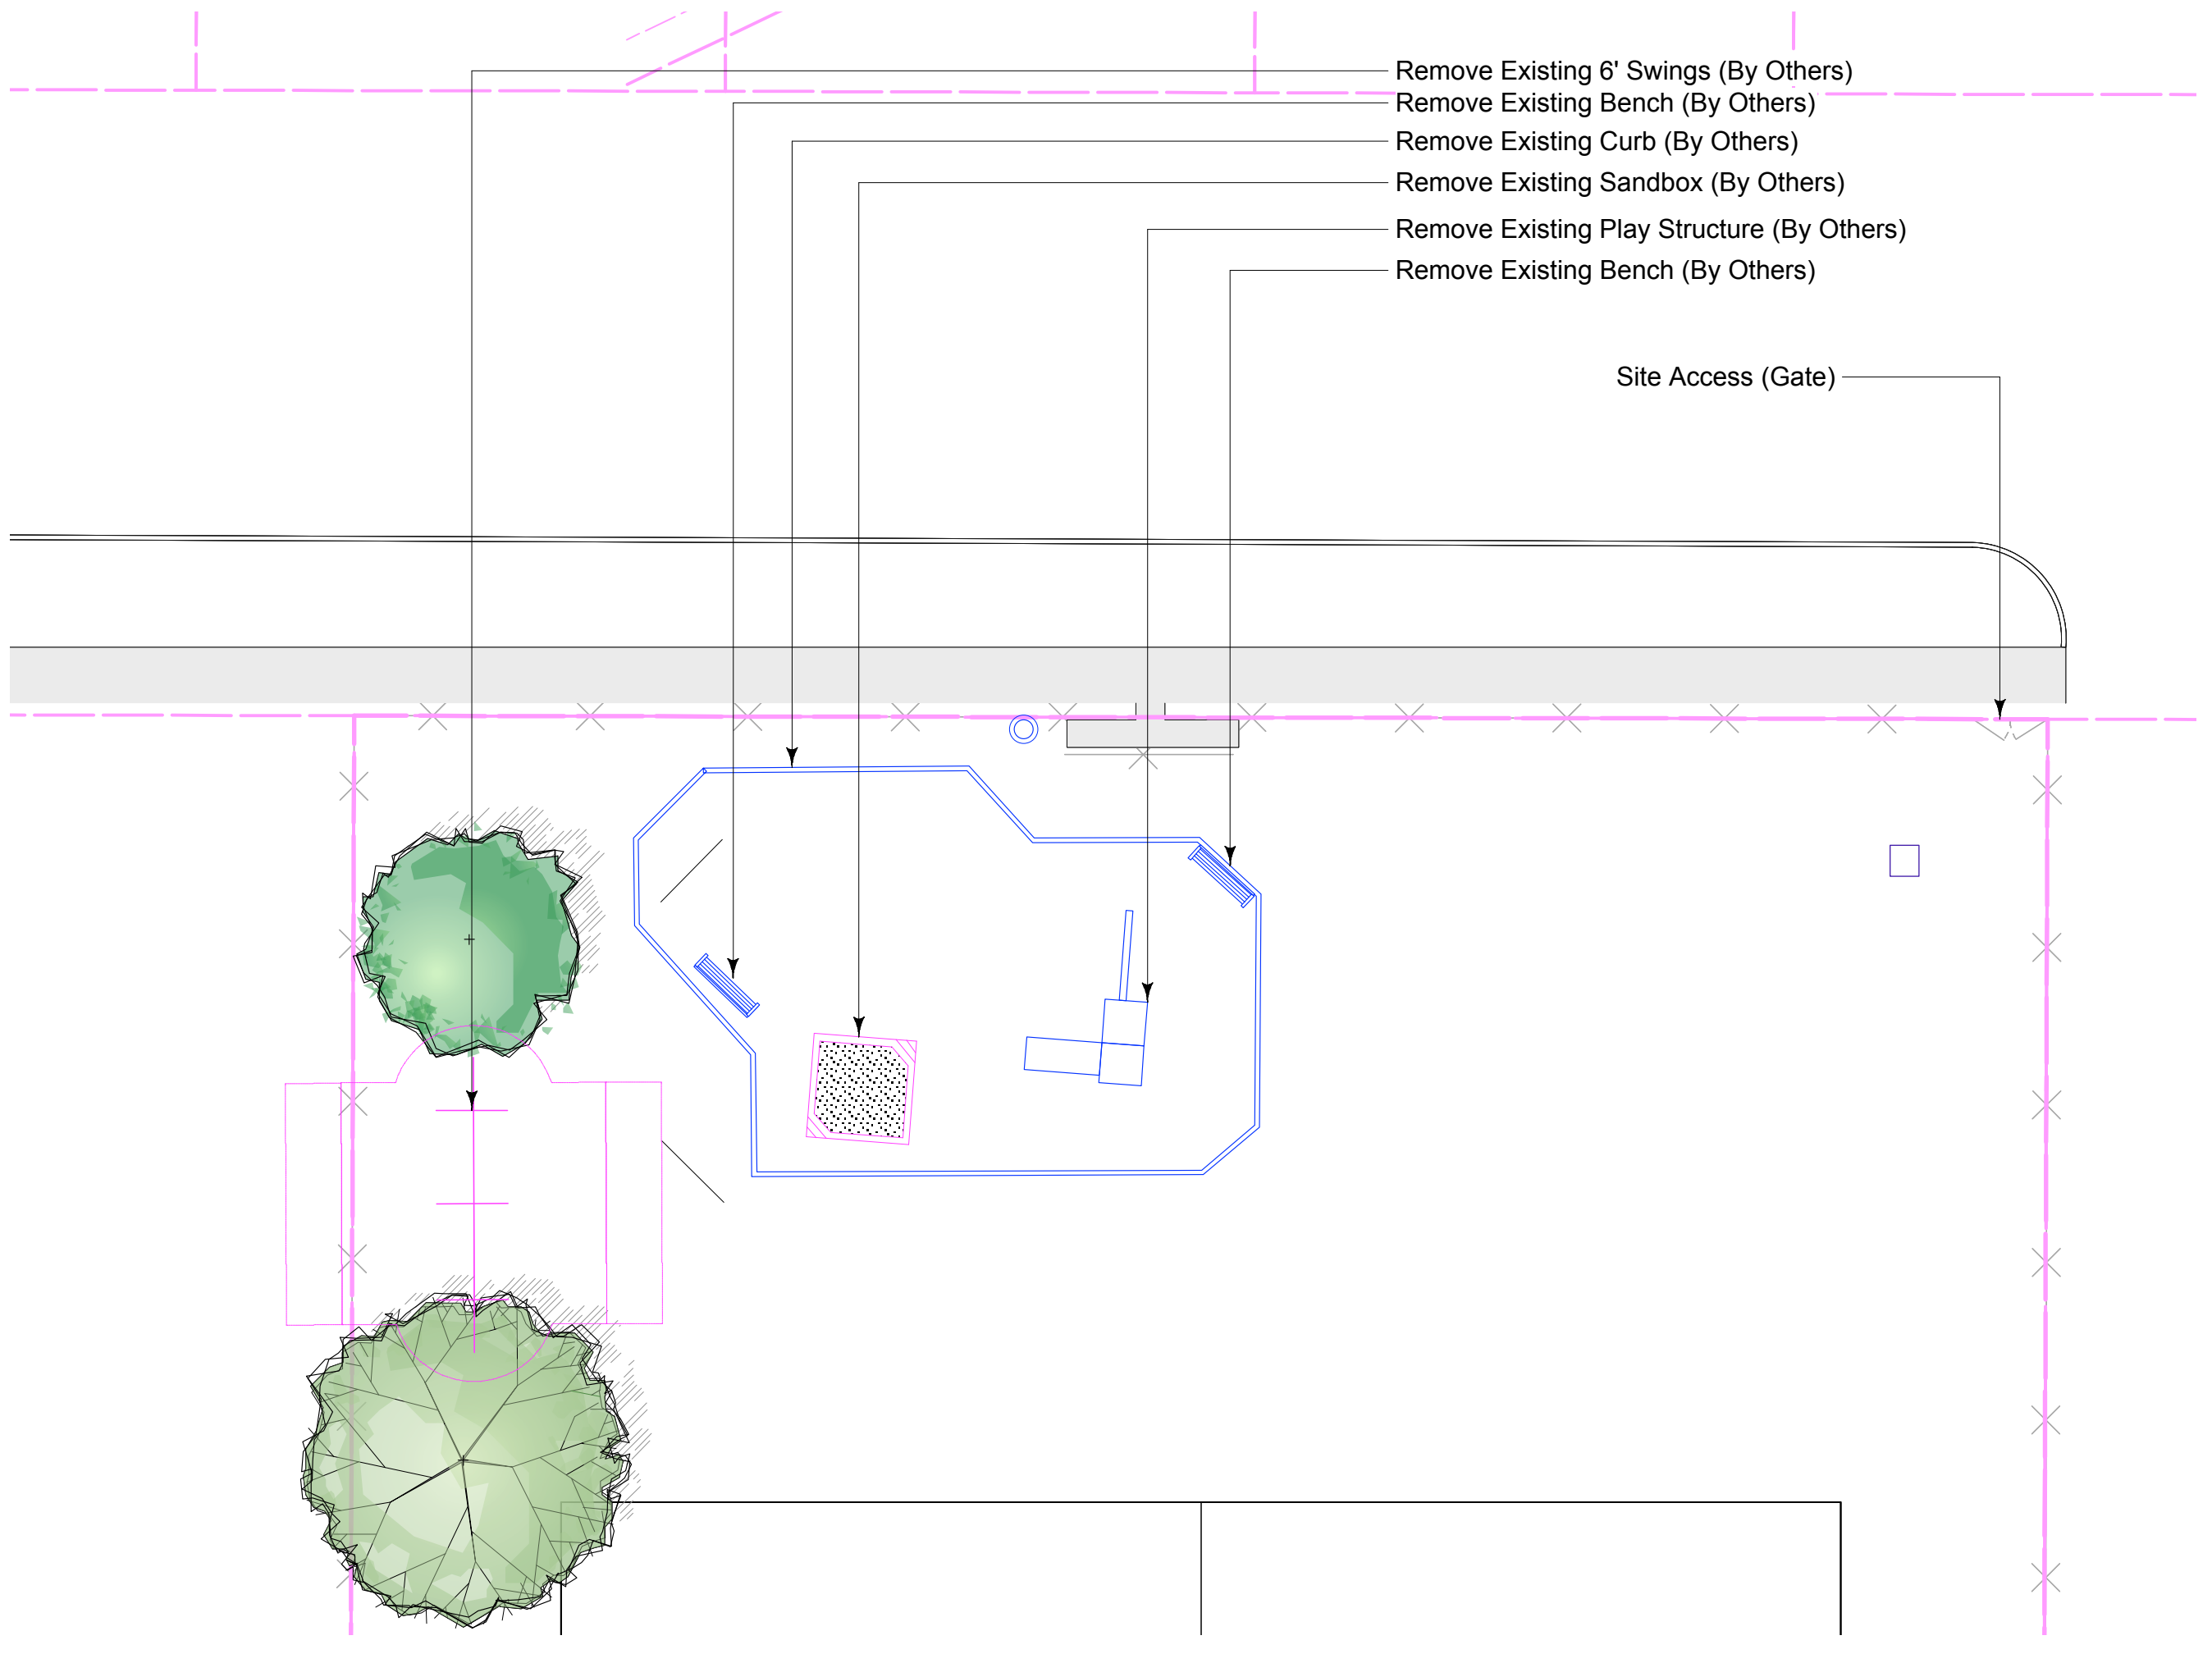 Remove Existing 6' Swings (By Others)
Remove Existing Bench (By Others)
Remove Existing Curb (By Others)
Remove Existing Sandbox (By Others)
Remove Existing Play Structure (By Others)
Remove Existing Bench (By Others)
Site Access (Gate)